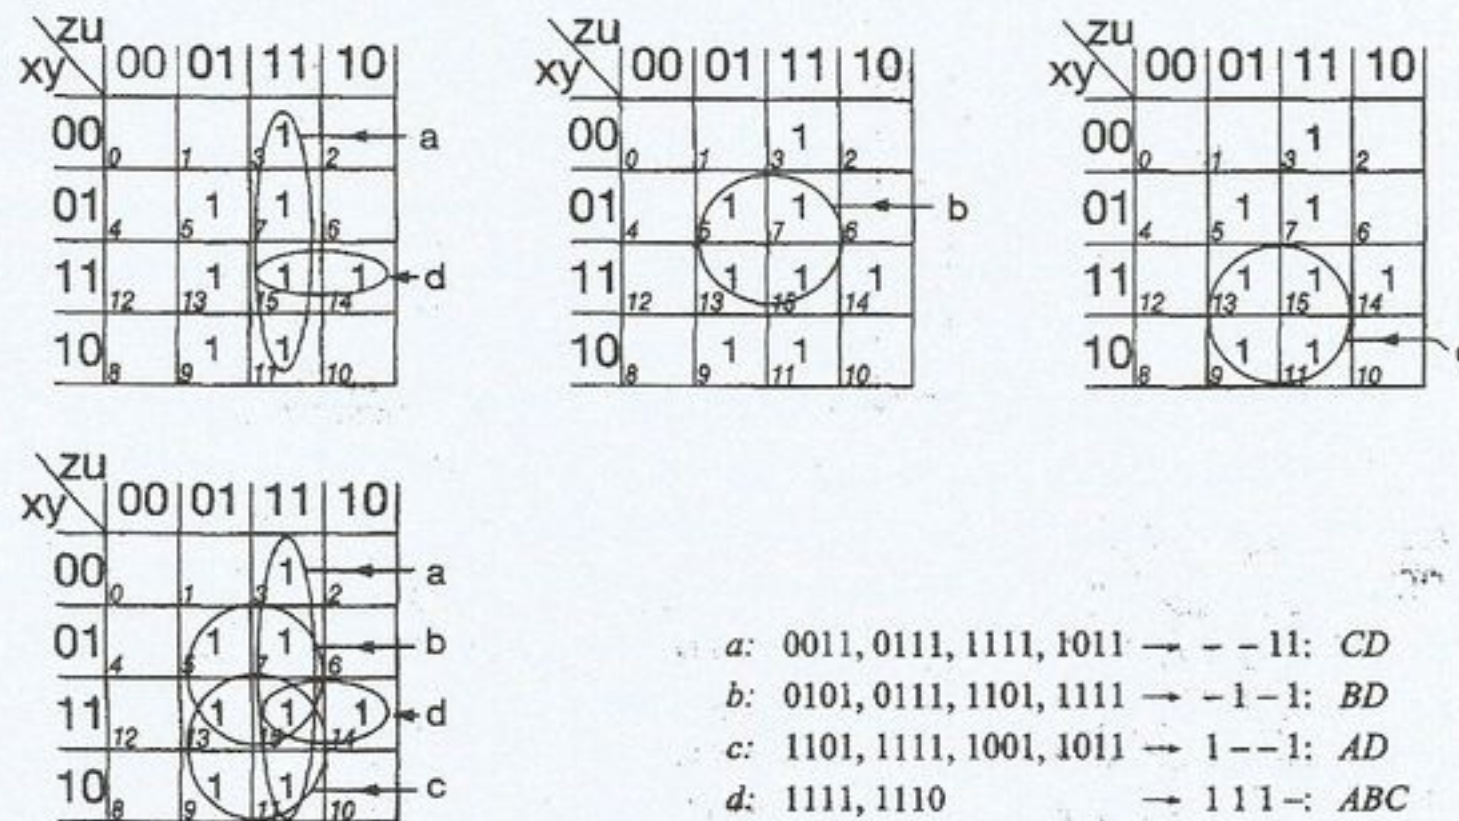 zu zu zu
xy 00 01 11 10 xy 00 01 11 10 xy 00 01 11 10
00 1 a 00 1 00 1
0 1 3 2 0 1 3 2 0 1 3 2
01 1 1 01 1 1 b 01 1 1
4 5 7 6 4 5 7 6 4 5 7 6
11 1 1 1 d 11 1 1 1 11 1 1 1
12 13 15 14 12 13 15 14 12 13 15 14
10 1 1 10 1 1 10 1 1
8 9 11 10 8 9 11 10 8 9 11 10
zu
xy 00 01 11 10
00 1 a
0 1 3 2
01 1 1 b
4 5 7 6
11 1 1 1 d
12 13 15 14
10 1 1 c
8 9 11 10
a: 0011, 0111, 1111, 1011 → - - 11: CD
b: 0101, 0111, 1101, 1111 → - 1 - 1: BD
c: 1101, 1111, 1001, 1011 → 1 - - 1: AD
d: 1111, 1110 → 1 1 1 -: ABC